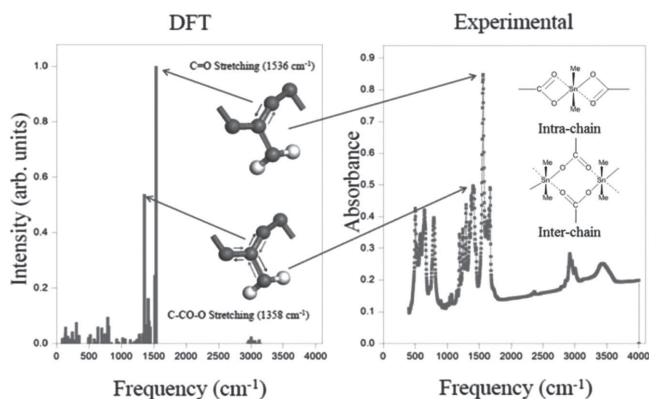 DFT
Experimental
C=O Stretching (1536 cm-1)
C-CO-O Stretching (1358 cm-1)
Intensity (arb. units)
1.0
0.8
0.6
0.4
0.2
0.0
0 500 1000 1500 2000 2500 3000 3500 4000
Frequency (cm-1)
Absorbance
0.9
0.8
0.7
0.6
0.5
0.4
0.3
0.2
0.1
0.0
0 500 1000 1500 2000 2500 3000 3500 4000
Frequency (cm-1)
Me
O O
C Sn C
O O
Me
Intra-chain
Me C Me
O O
Sn Sn
O O
Me C Me
Inter-chain